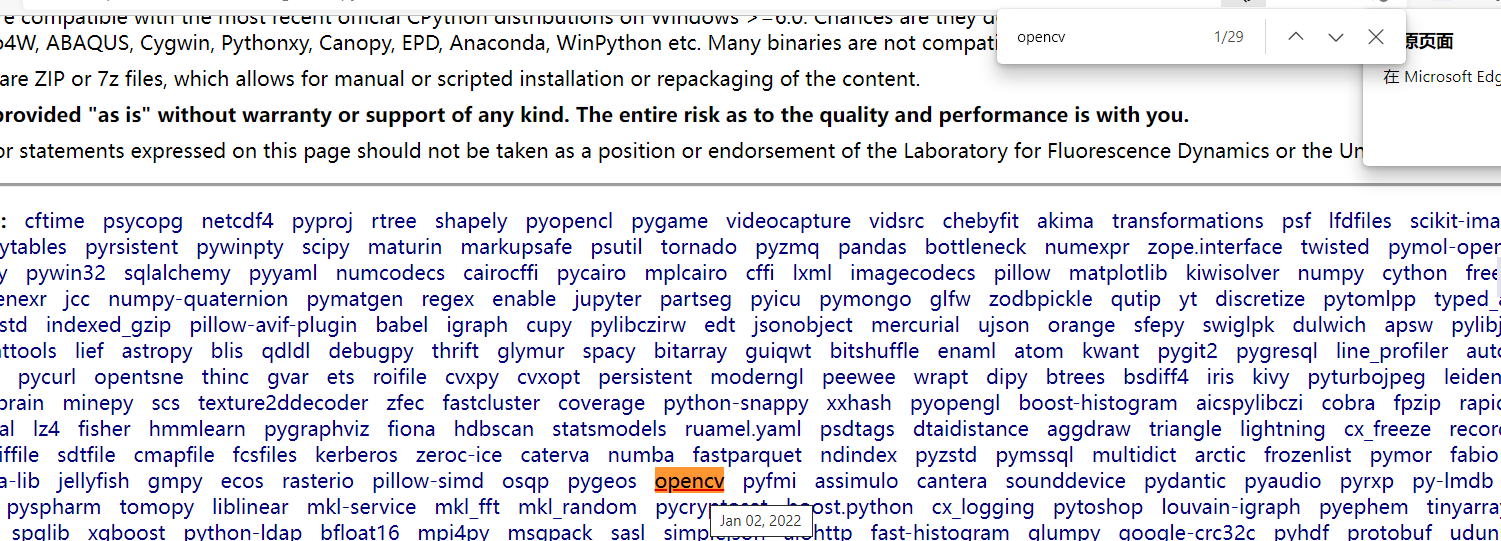 e compatible with the most recent official CPython distributions on Windows >=6.0. Chances are they d
o4W, ABAQUS, Cygwin, Pythonxy, Canopy, EPD, Anaconda, WinPython etc. Many binaries are not compati
opencv 1/29
原页面
在 Microsoft Edg
are ZIP or 7z files, which allows for manual or scripted installation or repackaging of the content.
provided "as is" without warranty or support of any kind. The entire risk as to the quality and performance is with you.
or statements expressed on this page should not be taken as a position or endorsement of the Laboratory for Fluorescence Dynamics or the Un
: cftime psycopg netcdf4 pyproj rtree shapely pyopencl pygame videocapture vidsrc chebyfit akima transformations psf lfdfiles scikit-ima
ytables pyrsistent pywinpty scipy maturin markupsafe psutil tornado pyzmq pandas bottleneck numexpr zope.interface twisted pymol-open
y pywin32 sqlalchemy pyyaml numcodecs cairocffi pycairo mplcairo cffi lxml imagecodecs pillow matplotlib kiwisolver numpy cython free
enexr jcc numpy-quaternion pymatgen regex enable jupyter partseg pyicu pymongo glfw zodbpickle qutip yt discretize pytomlpp typed_a
std indexed_gzip pillow-avif-plugin babel igraph cupy pylibczirw edt jsonobject mercurial ujson orange sfepy swiglpk dulwich apsw pylibj
ttools lief astropy blis qdldl debugpy thrift glymur spacy bitarray guiqwt bitshuffle enaml atom kwant pygit2 pygresql line_profiler auto
pycurl opentsne thinc gvar ets roifile cvxpy cvxopt persistent moderngl peewee wrapt dipy btrees bsdiff4 iris kivy pyturbojpeg leiden
brain minepy scs texture2ddecoder zfec fastcluster coverage python-snappy xxhash pyopengl boost-histogram aicspylibczi cobra fpzip rapid
al lz4 fisher hmmlearn pygraphviz fiona hdbscan statsmodels ruamel.yaml psdtags dtaidistance aggdraw triangle lightning cx_freeze recor
iffile sdtfile cmapfile fcsfiles kerberos zeroc-ice caterva numba fastparquet ndindex pyzstd pymssql multidict arctic frozenlist pymor fabio
a-lib jellyfish gmpy ecos rasterio pillow-simd osqp pygeos opencv pyfmi assimulo cantera sounddevice pydantic pyaudio pyrxp py-lmdb
pyspharm tomopy liblinear mkl-service mkl_fft mkl_random boost.python cx_logging pytoshop louvain-igraph pyephem tinyarray
Jan 02, 2022
spglib xgboost python-ldap bfloat16 mpi4py msgpack sasl fast-histogram glumpy google-crc32c pyhdf protobuf udun